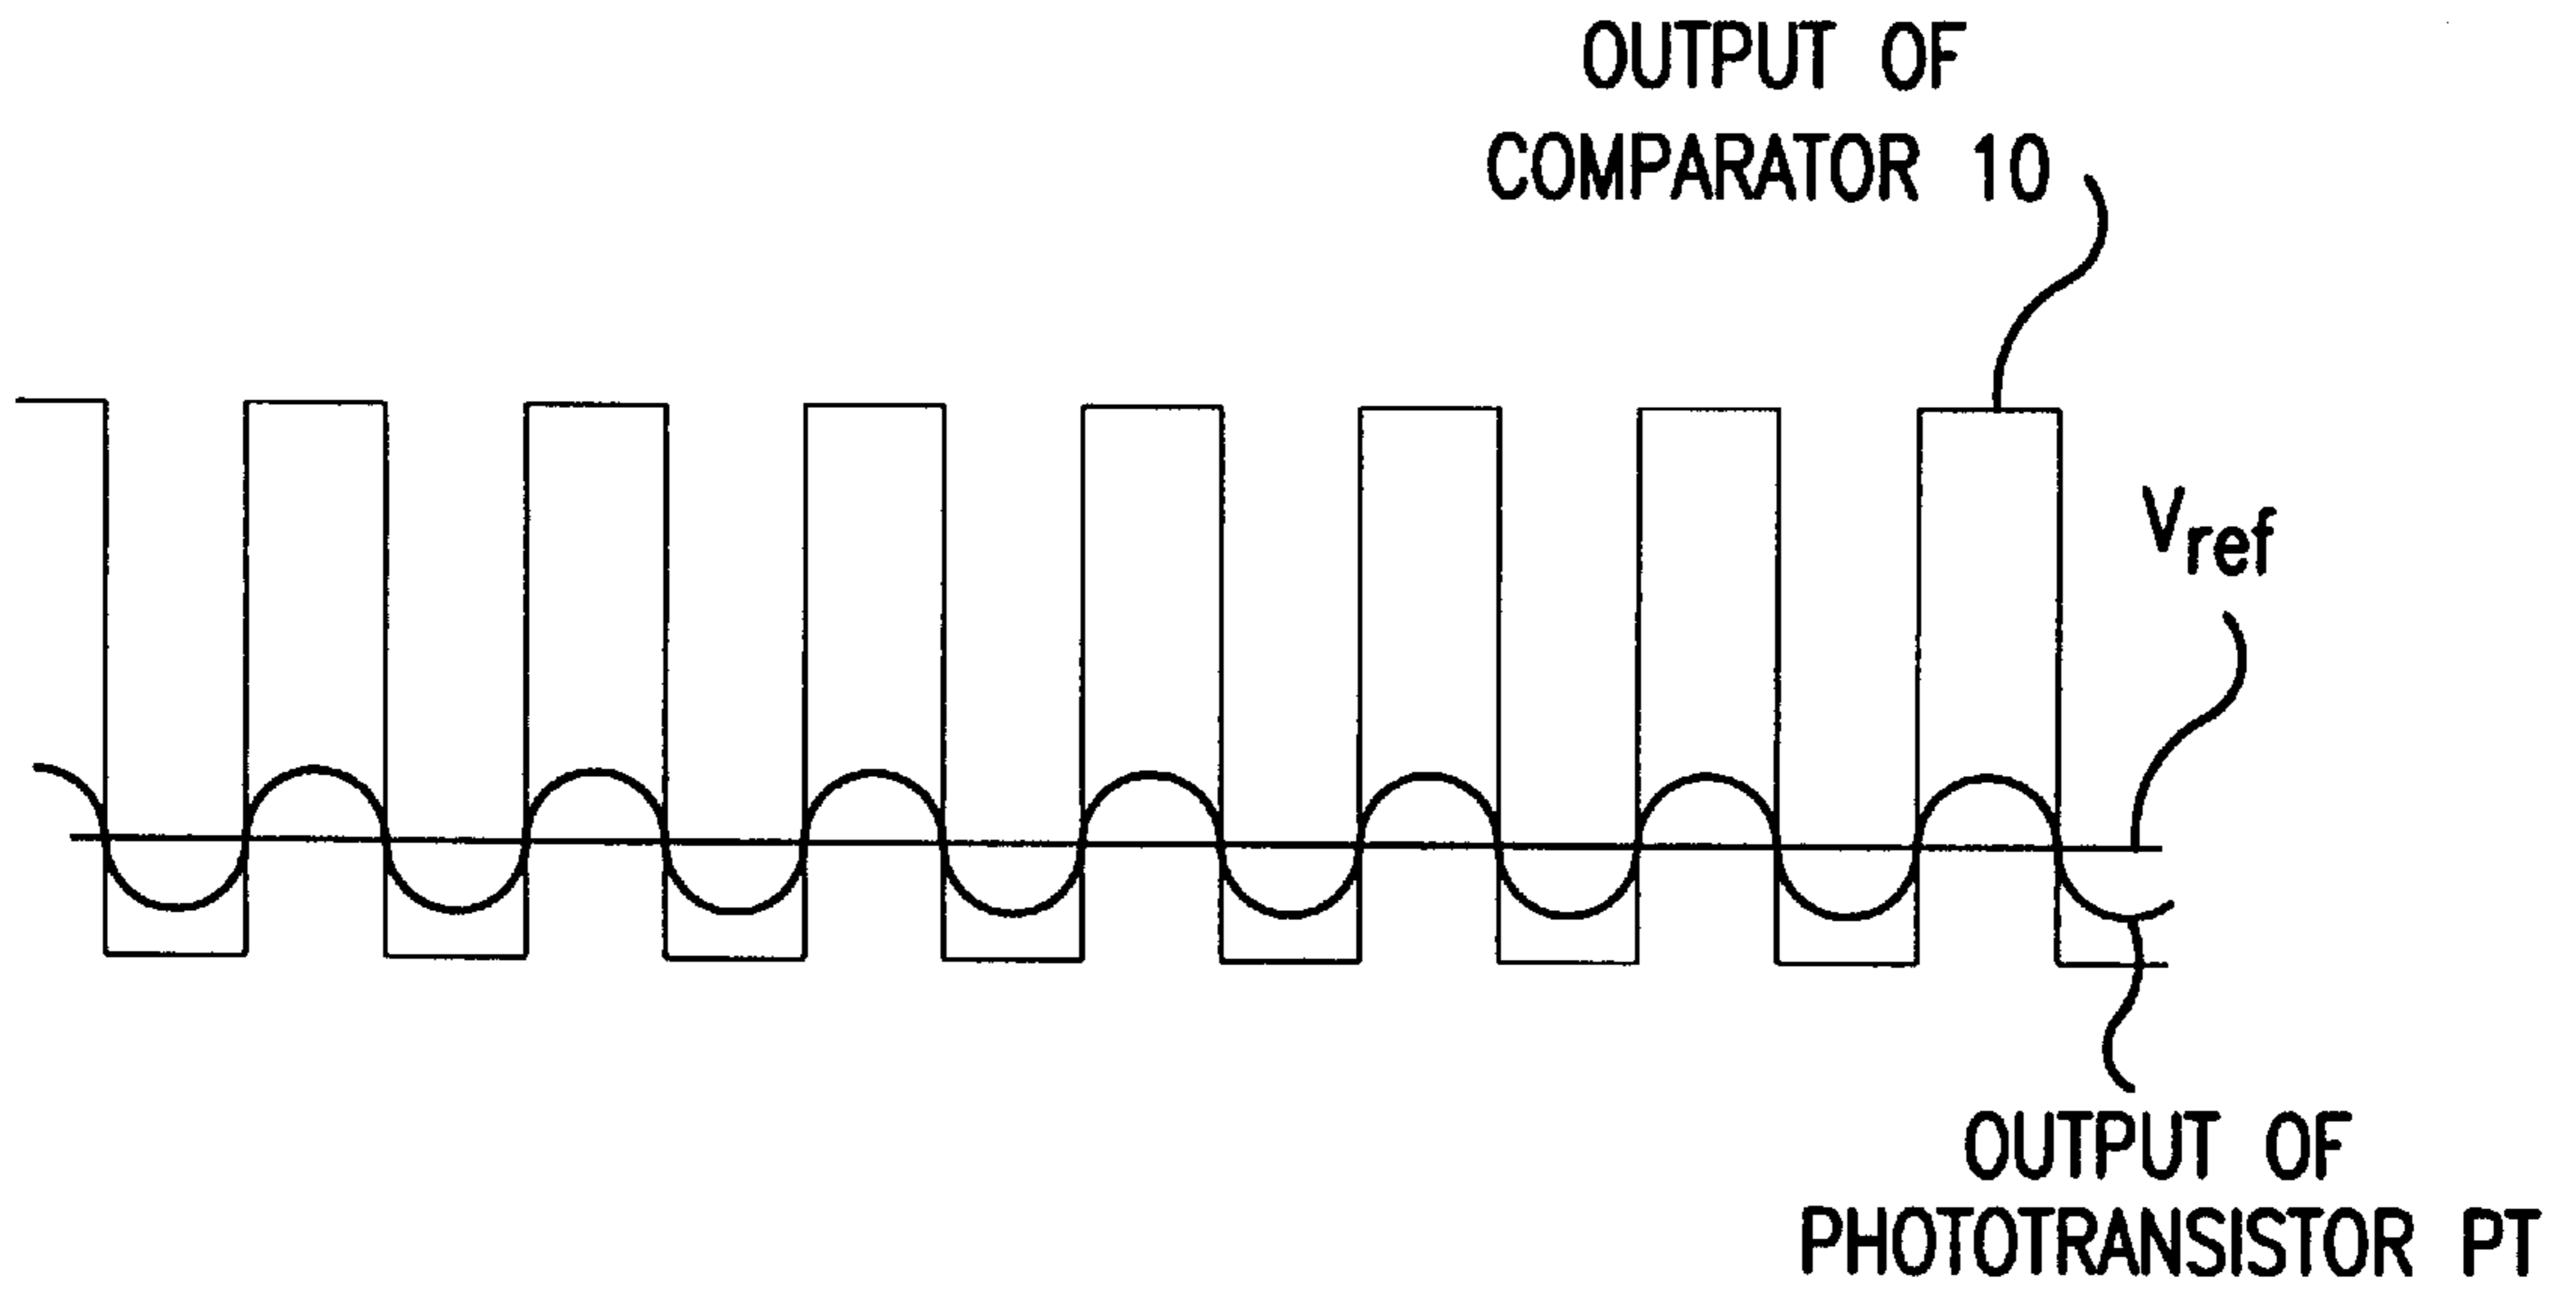 OUTPUT OF
COMPARATOR 10
Vref
OUTPUT OF
PHOTOTRANSISTOR PT